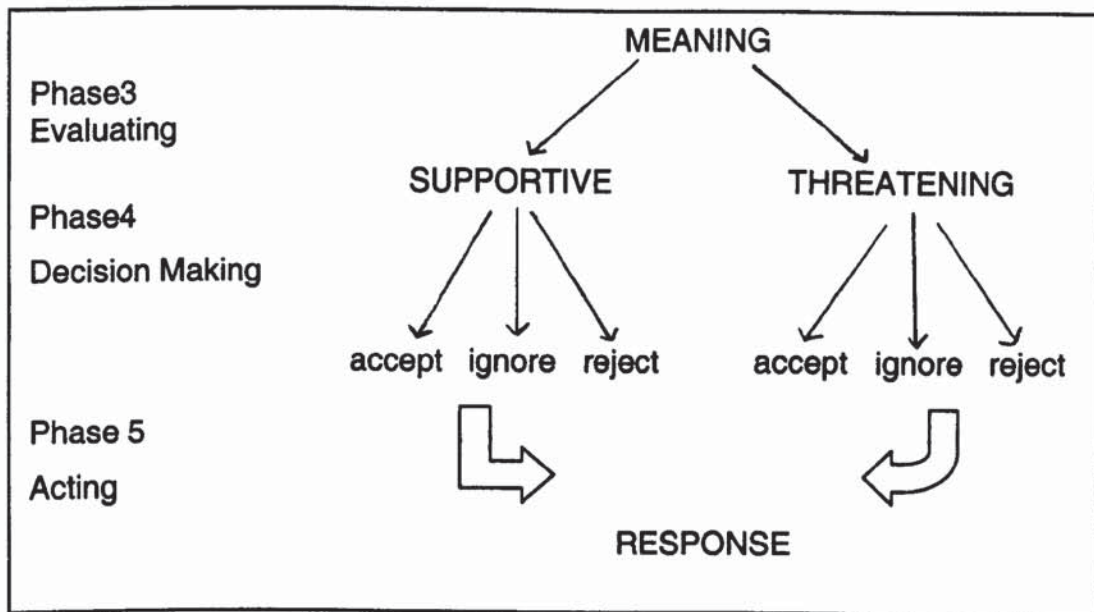 MEANING
Phase3
Evaluating
SUPPORTIVE THREATENING
Phase4
Decision Making
accept ignore reject accept ignore reject
Phase 5
Acting
RESPONSE